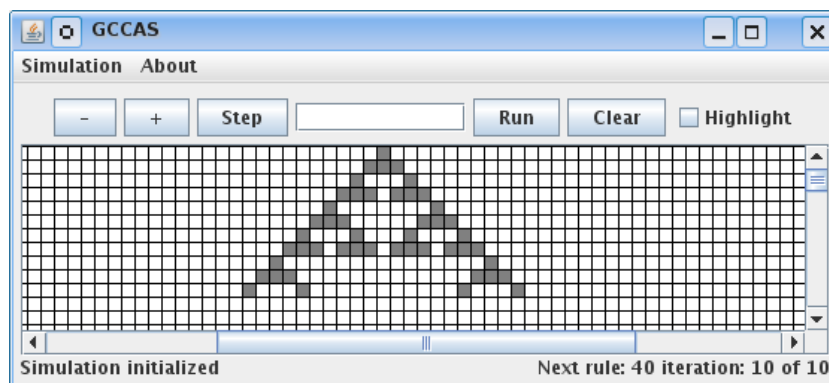 GCCAS
Simulation About
- + Step Run Clear Highlight
Simulation initialized Next rule: 40 iteration: 10 of 10